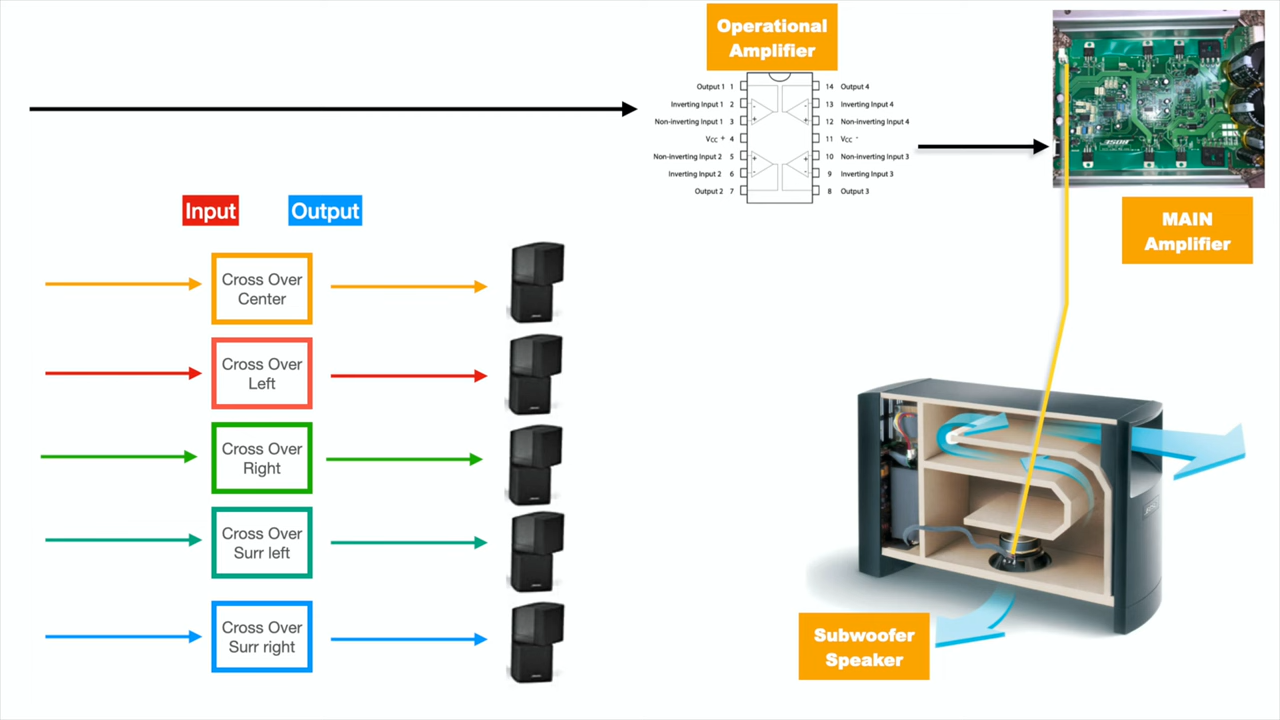 Operational
Amplifier
Output 1 1
Inverting Input 1 2
Non-inverting Input 1 3
Vcc + 4
Non-inverting Input 2 5
Inverting Input 2 6
Output 2 7
14 Output 4
13 Inverting Input 4
12 Non-inverting Input 4
11 Vcc -
10 Non-inverting Input 3
9 Inverting Input 3
8 Output 3
MAIN
Amplifier
Input
Output
Cross Over
Center
Cross Over
Left
Cross Over
Right
Cross Over
Surr left
Cross Over
Surr right
Subwoofer
Speaker